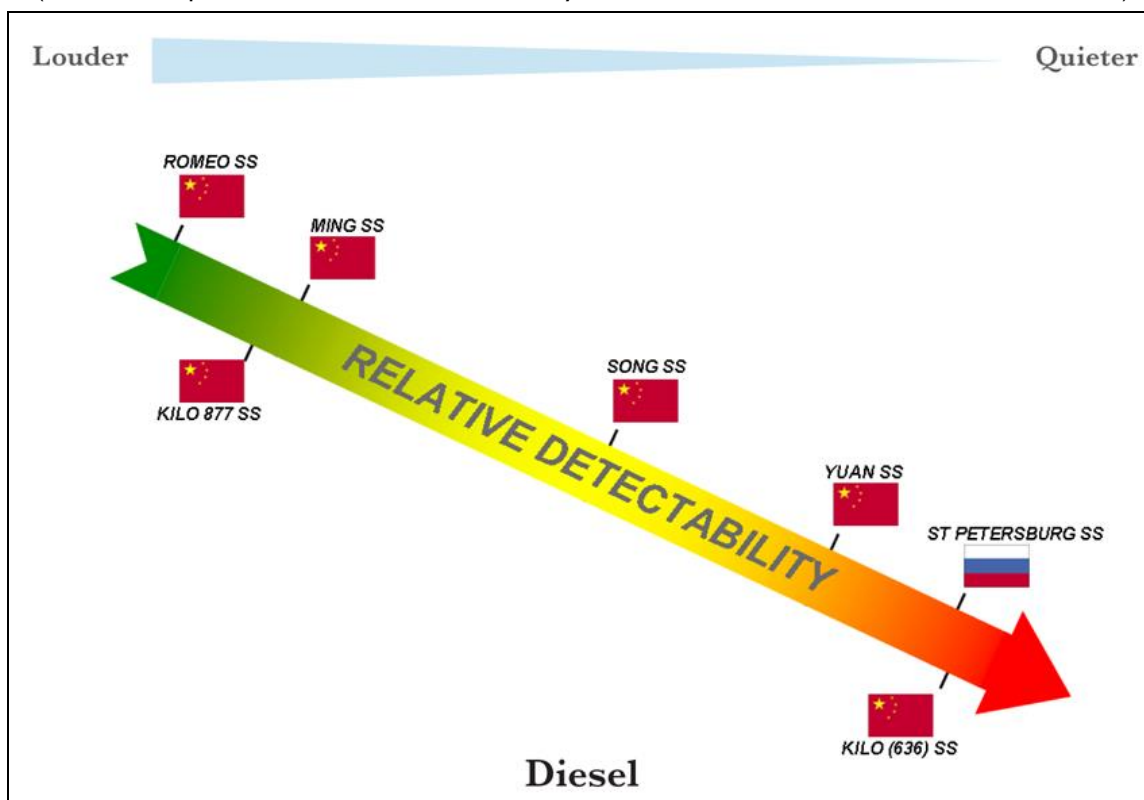 Louder
Quieter
ROMEO SS
MING SS
KILO 877 SS
SONG SS
RELATIVE DETECTABILITY
YUAN SS
ST PETERSBURG SS
KILO (636) SS
Diesel